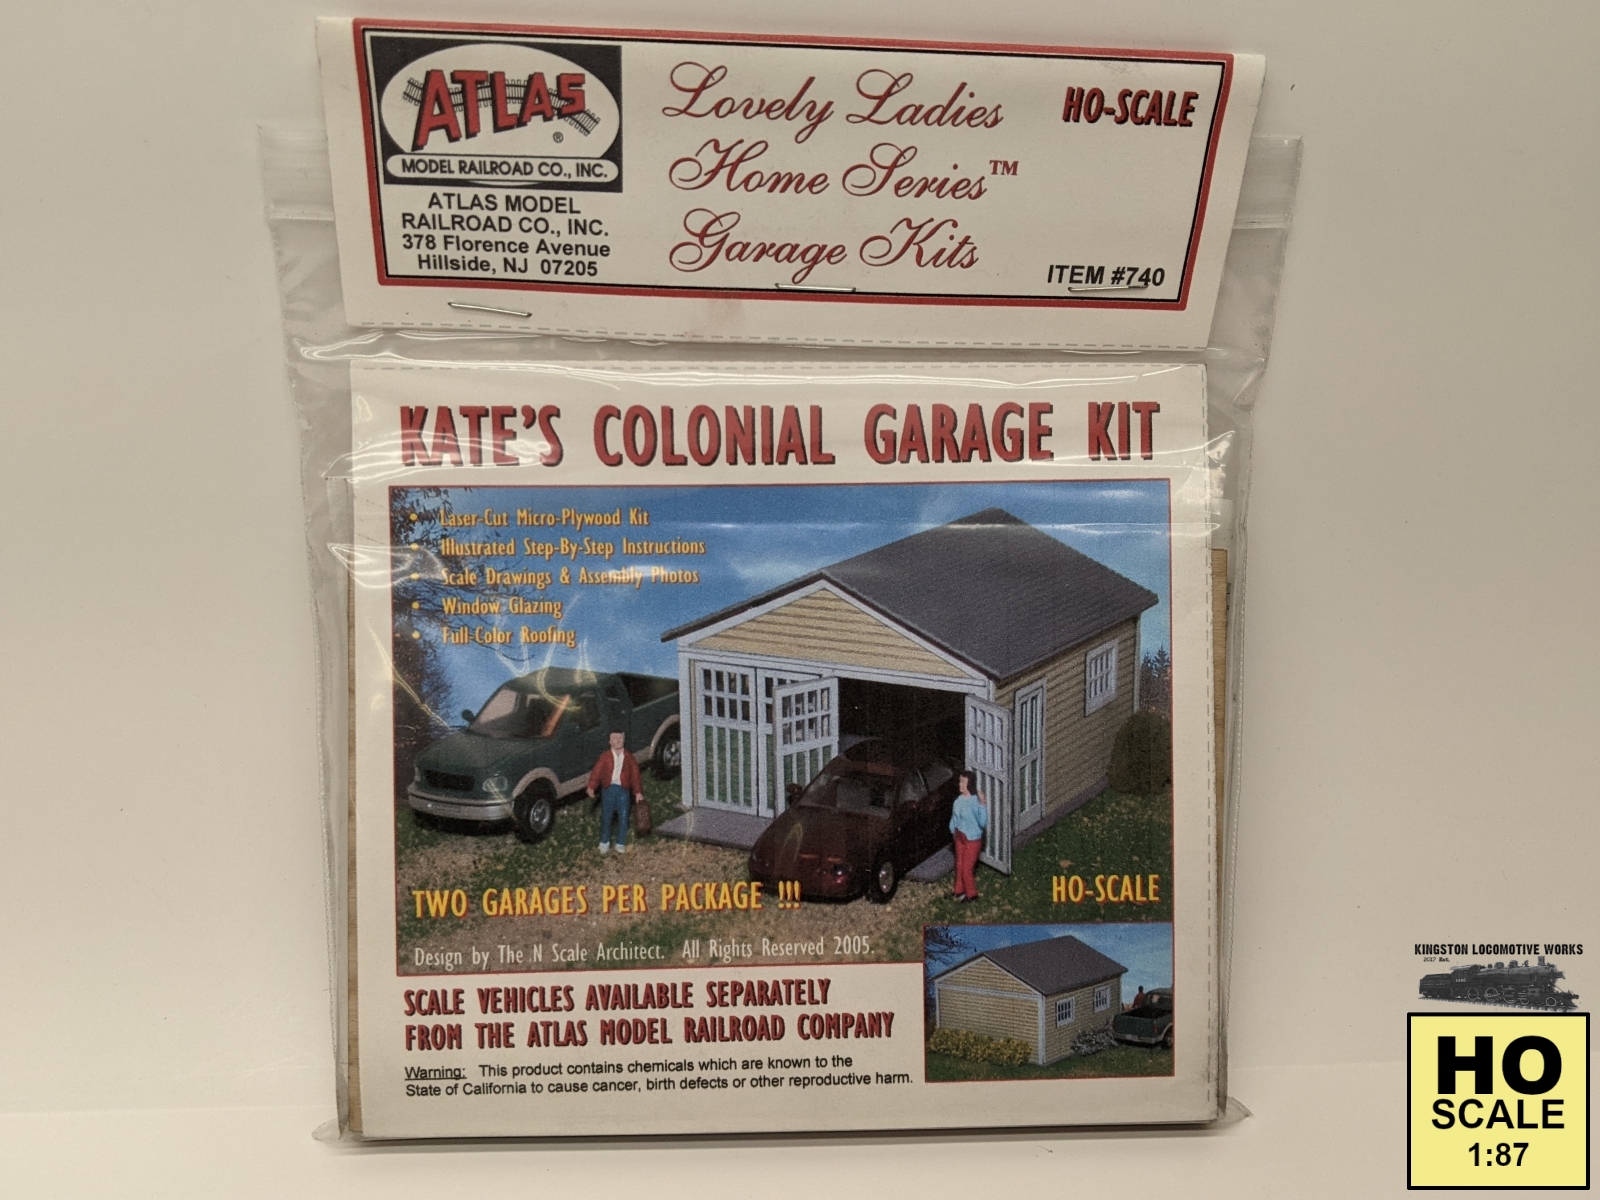 ATLAS
®
MODEL RAILROAD CO., INC.
ATLAS MODEL
RAILROAD CO., INC.
378 Florence Avenue
Hillside, NJ 07205
Lovely Ladies
Home Series™
Garage Kits
HO-SCALE
ITEM #740
KATE'S COLONIAL GARAGE KIT
• Laser-Cut Micro-Plywood Kit
• Illustrated Step-By-Step Instructions
• Scale Drawings & Assembly Photos
• Window Glazing
• Full-Color Roofing
TWO GARAGES PER PACKAGE !!!
HO-SCALE
Design by The N Scale Architect. All Rights Reserved 2005.
SCALE VEHICLES AVAILABLE SEPARATELY
FROM THE ATLAS MODEL RAILROAD COMPANY
Warning: This product contains chemicals which are known to the
State of California to cause cancer, birth defects or other reproductive harm.
KINGSTON LOCOMOTIVE WORKS
2017 Est.
HO
SCALE
1:87